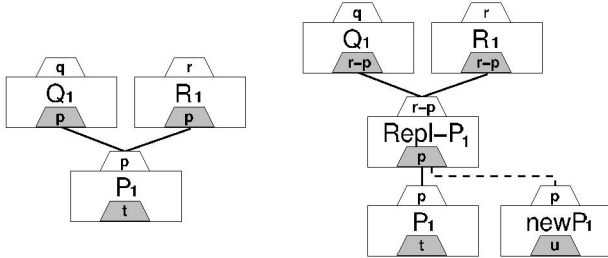 q r
Q1 R1
p p
p
P1
t
q r
Q1 R1
r-p r-p
r-p
Repl-P1
p
p p
P1 newP1
t u